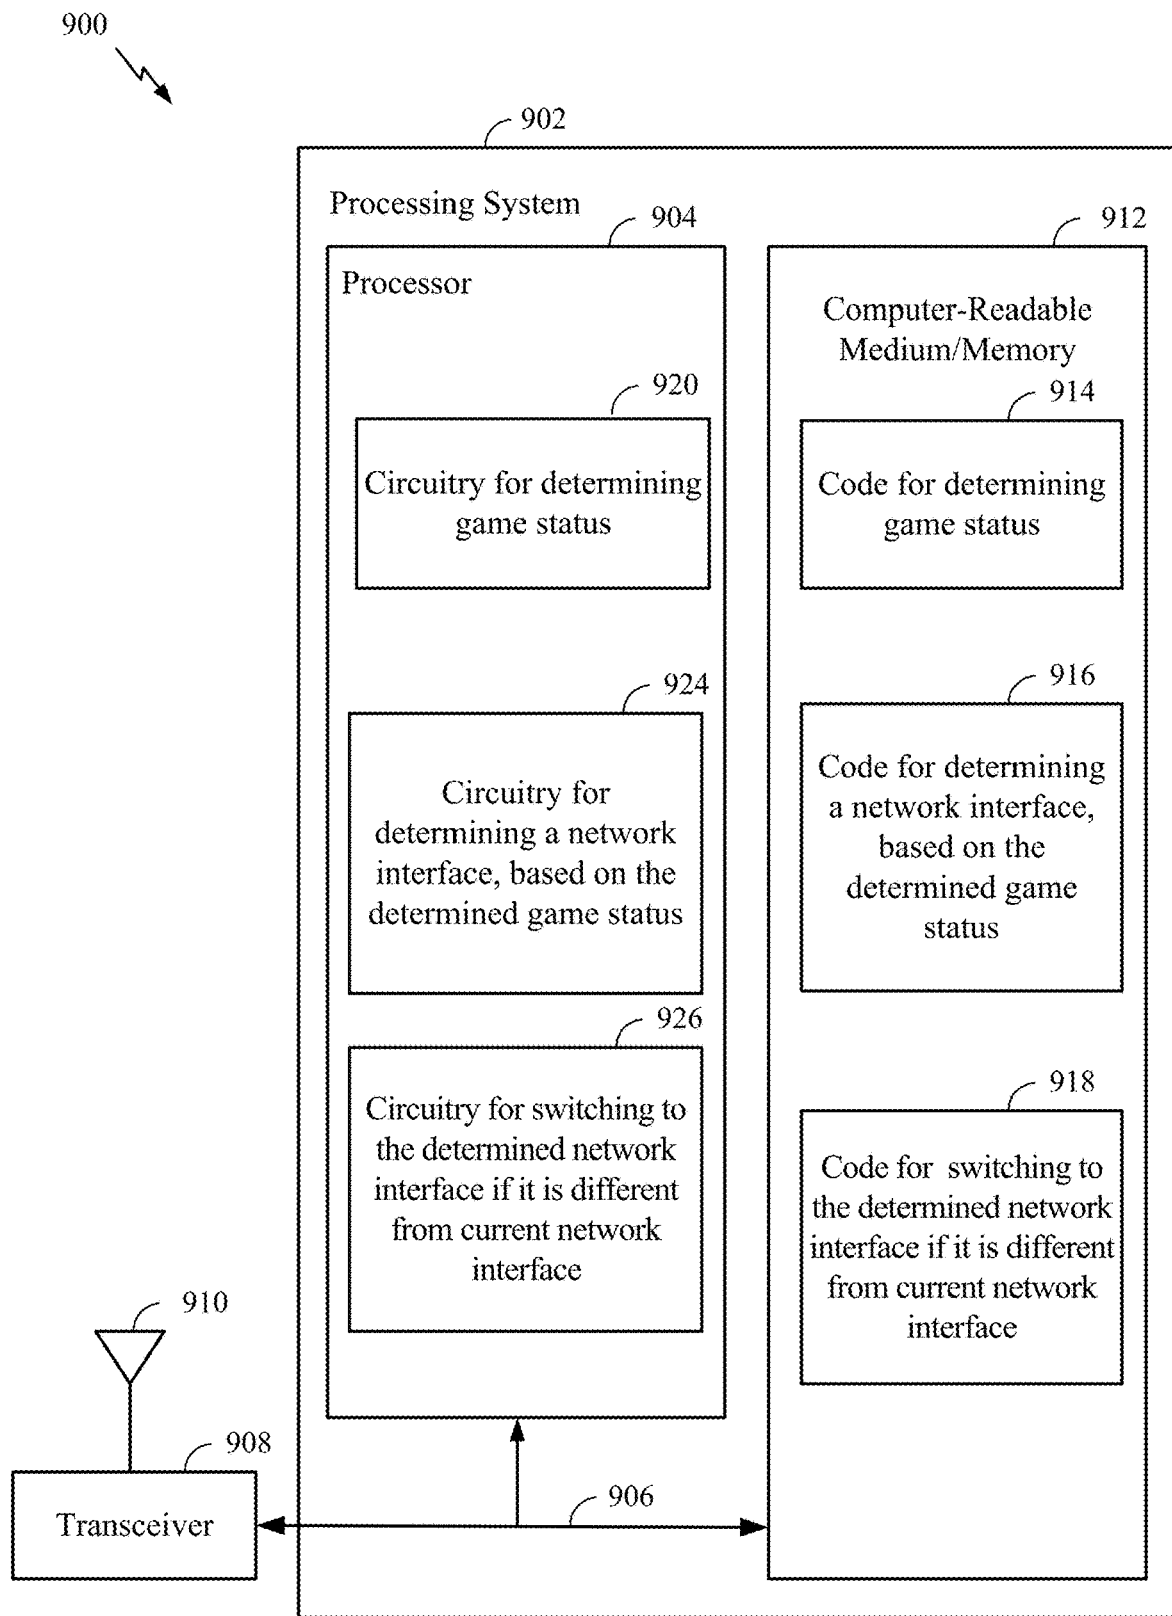 900
902
Processing System
904
Processor
920
Circuitry for determining
game status
924
Circuitry for
determining a network
interface, based on the
determined game status
926
Circuitry for switching to
the determined network
interface if it is different
from current network
interface
912
Computer-Readable
Medium/Memory
914
Code for determining
game status
916
Code for determining
a network interface,
based on the
determined game
status
918
Code for switching to
the determined network
interface if it is different
from current network
interface
910
908
Transceiver
906